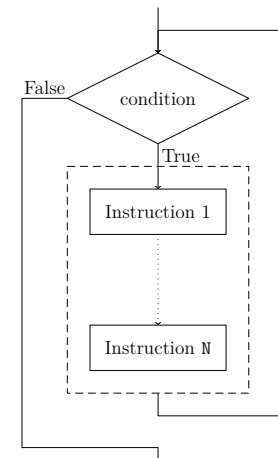 False
condition
True
Instruction 1
Instruction N